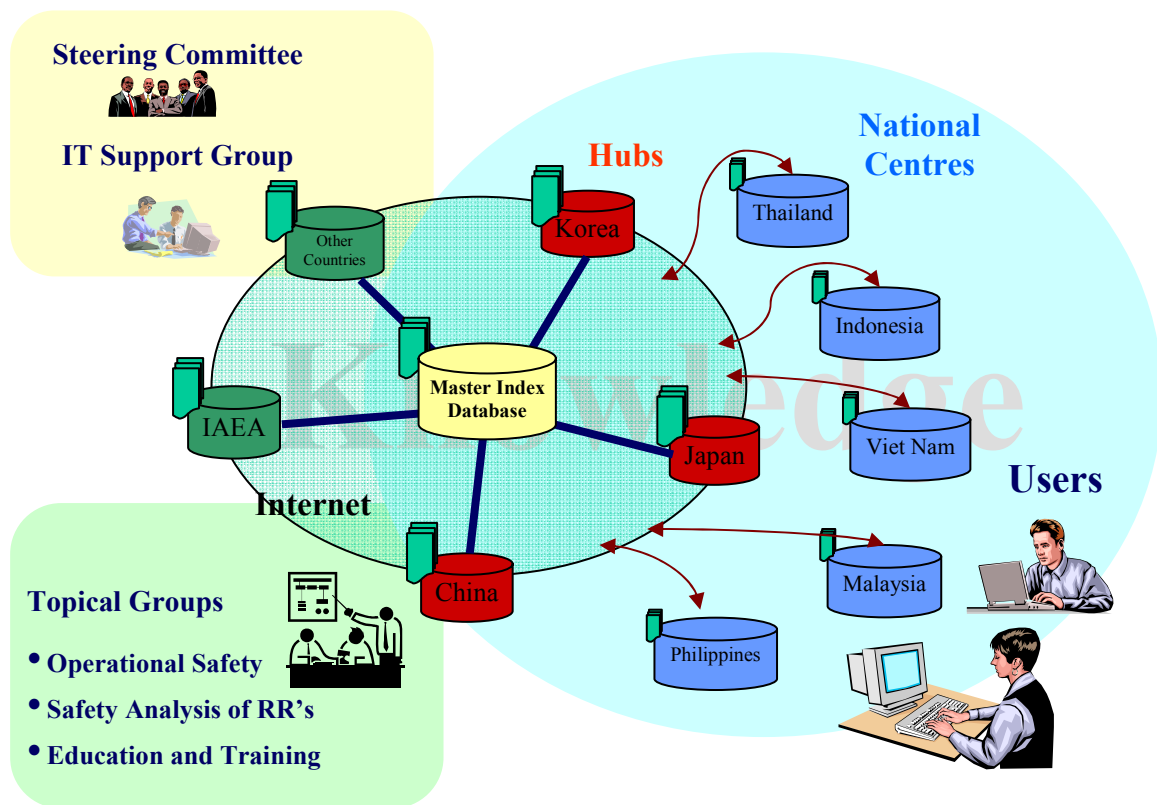 Steering Committee
IT Support Group
Hubs
National
Centres
Thailand
Korea
Other
Countries
Indonesia
Master Index
Database
Knowledge
IAEA
Japan
Viet Nam
Users
Internet
China
Malaysia
Philippines
Topical Groups
• Operational Safety
• Safety Analysis of RR's
• Education and Training